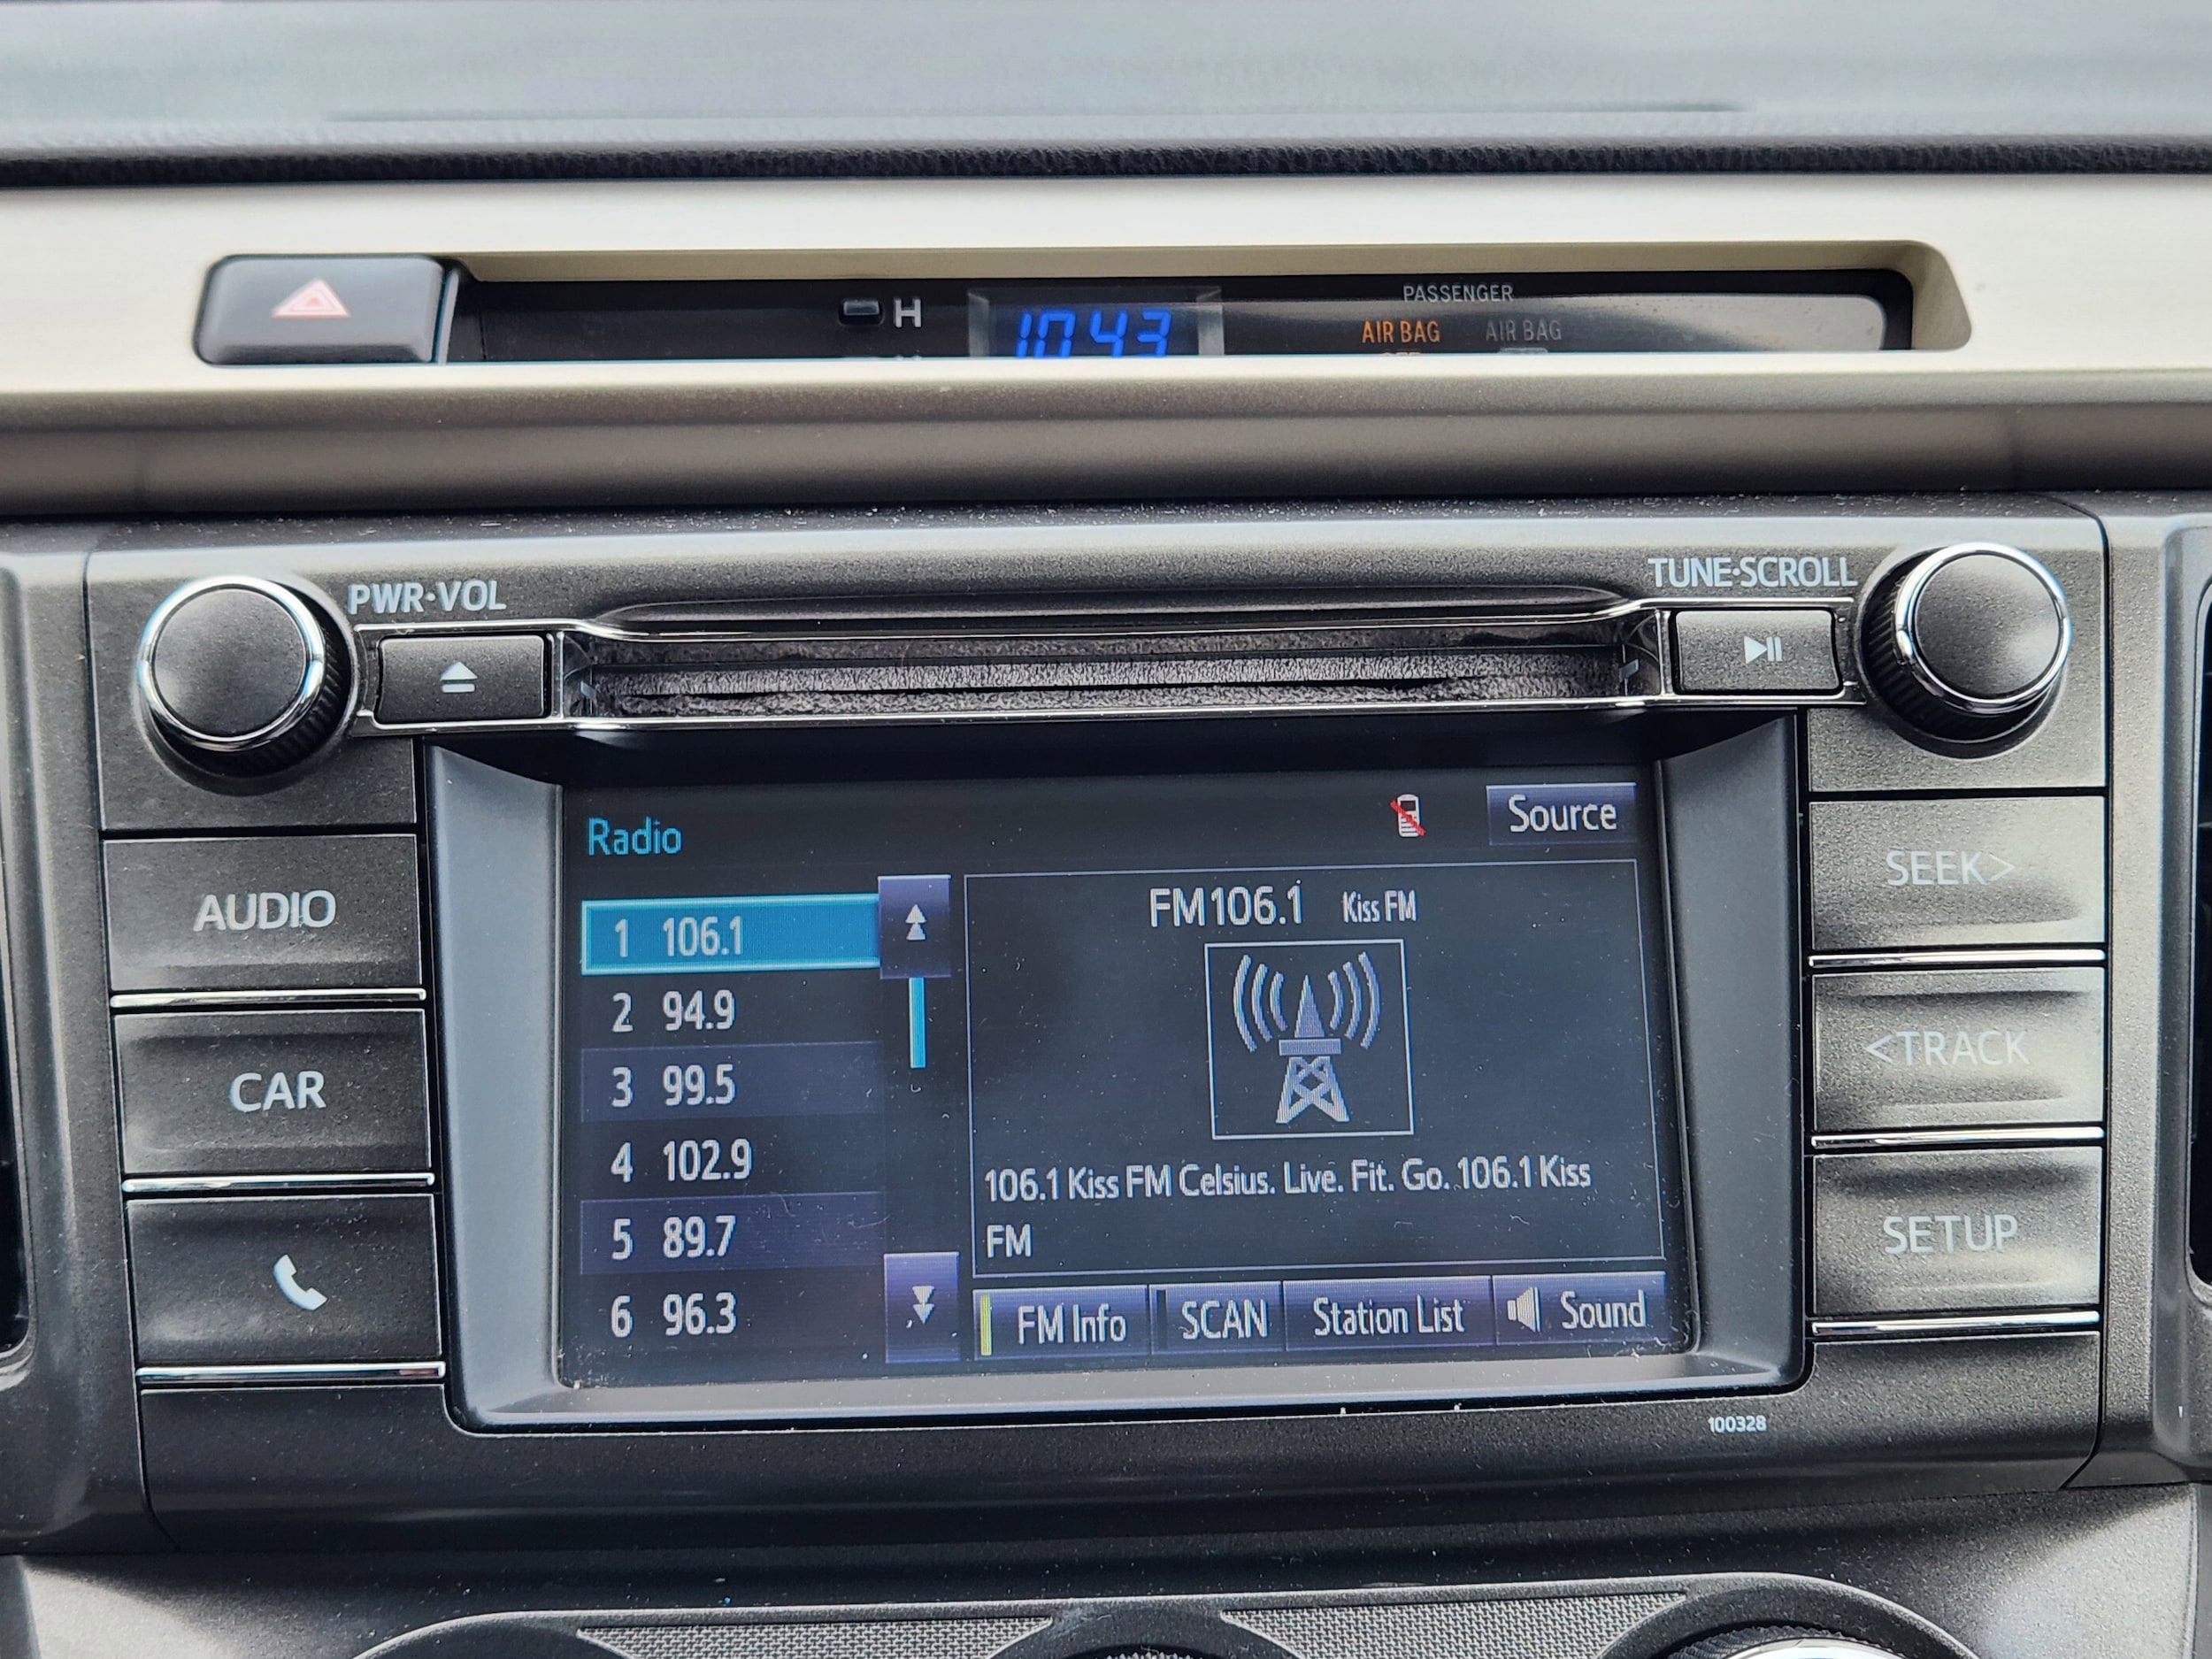 H
10 43
PASSENGER
AIR BAG AIR BAG
PWR·VOL
TUNE·SCROLL
Radio
Source
AUDIO
CAR
1 106.1
2 94.9
3 99.5
4 102.9
5 89.7
6 96.3
FM106.1 Kiss FM
106.1 Kiss FM Celsius. Live. Fit. Go. 106.1 Kiss
FM
FM Info
SCAN
Station List
Sound
SEEK>
<TRACK
SETUP
100328